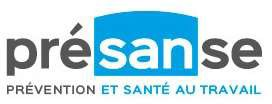 présanse
PRÉVENTION ET SANTÉ AU TRAVAIL